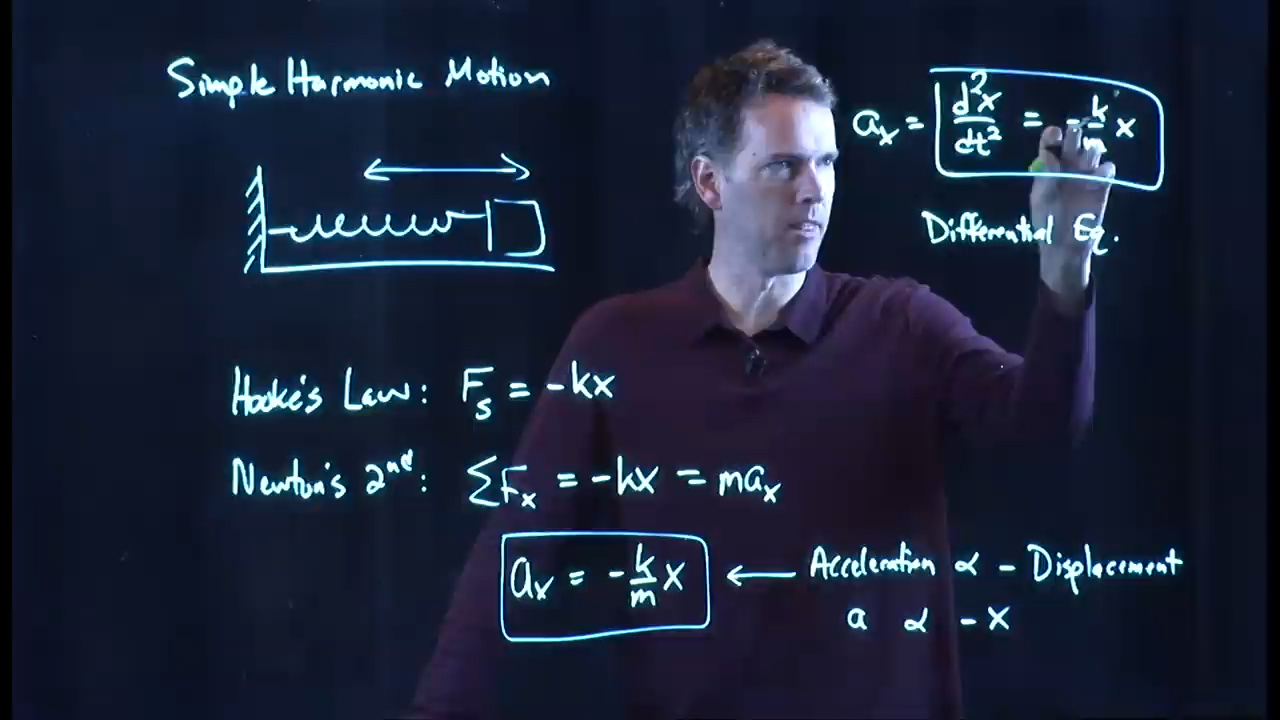 Simple Harmonic Motion
aₓ = d²x/dt² = -k/m x
Differential Eq.
Hooke's Law: Fₛ = -kx
Newton's 2ⁿᵈ: ΣFₓ = -kx = maₓ
aₓ = -k/m x ← Acceleration α - Displacement
a α - x